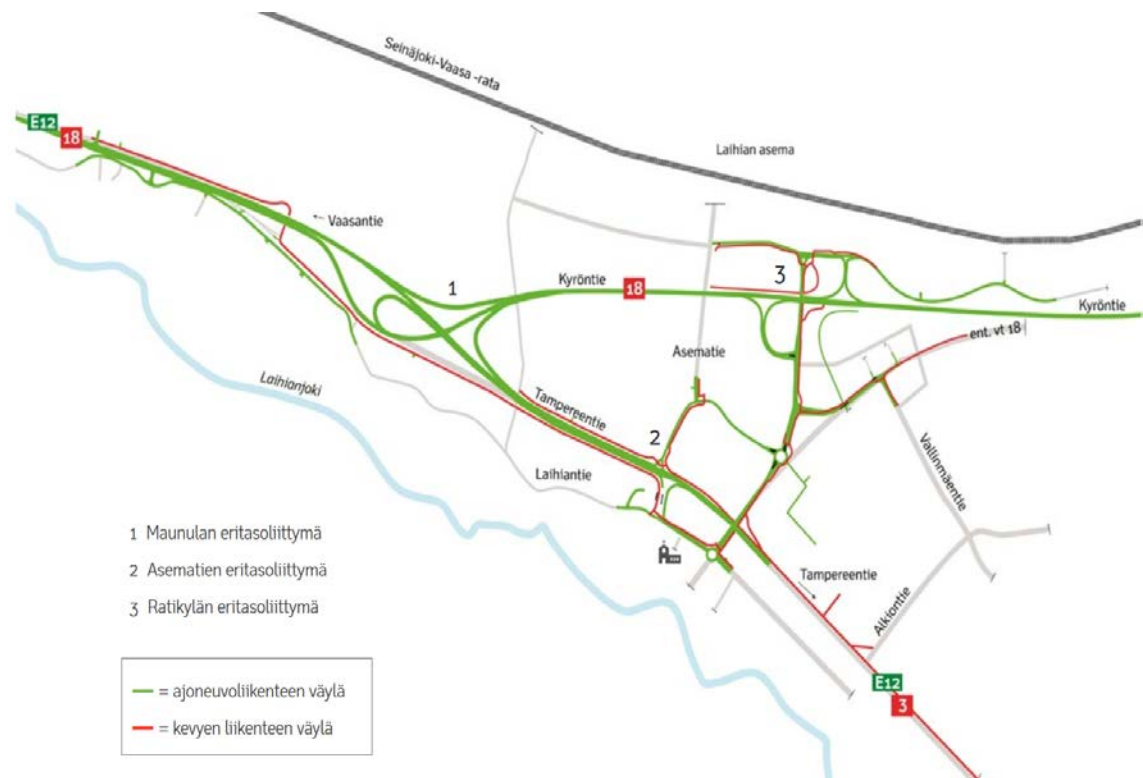 Seinäjoki-Vaasa -rata
E12
18
Laihian asema
Vaasantie
1
Kyröntie
18
3
Kyröntie
ent. vt 18
Asematie
Laihianjoki
Tampereentie
2
Vallinmäentie
Laihiantie
1 Maunulan eritasoliittymä
2 Asematien eritasoliittymä
3 Ratikylän eritasoliittymä
Tampereentie
Alkiontie
E12
3
= ajoneuvoliikenteen väylä
= kevyen liikenteen väylä